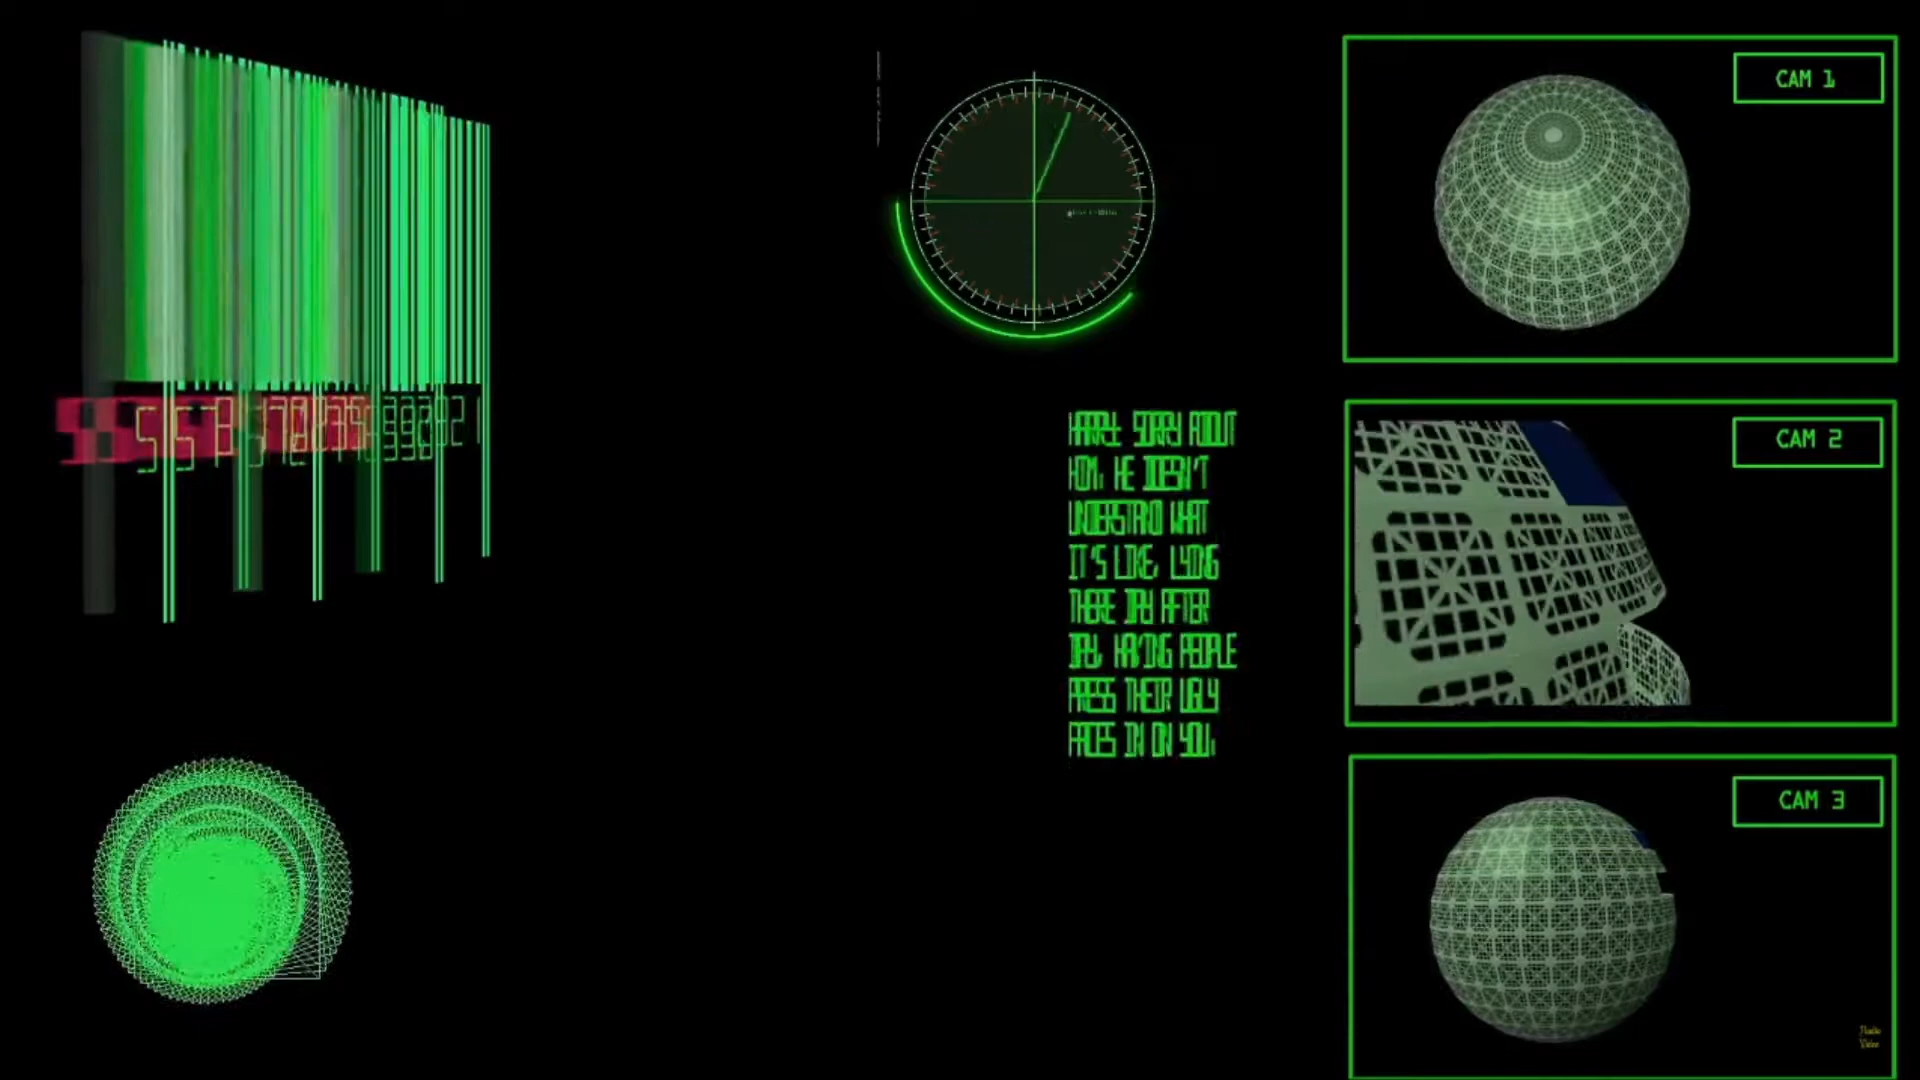 CAM 1
HARRY: SORRY ABOUT
HIM. HE DOESN'T
UNDERSTAND WHAT
IT'S LIKE, LYING
THERE DAY AFTER
DAY, HAVING PEOPLE
PRESS THEIR UGLY
FACES IN ON YOU.
CAM 2
CAM 3